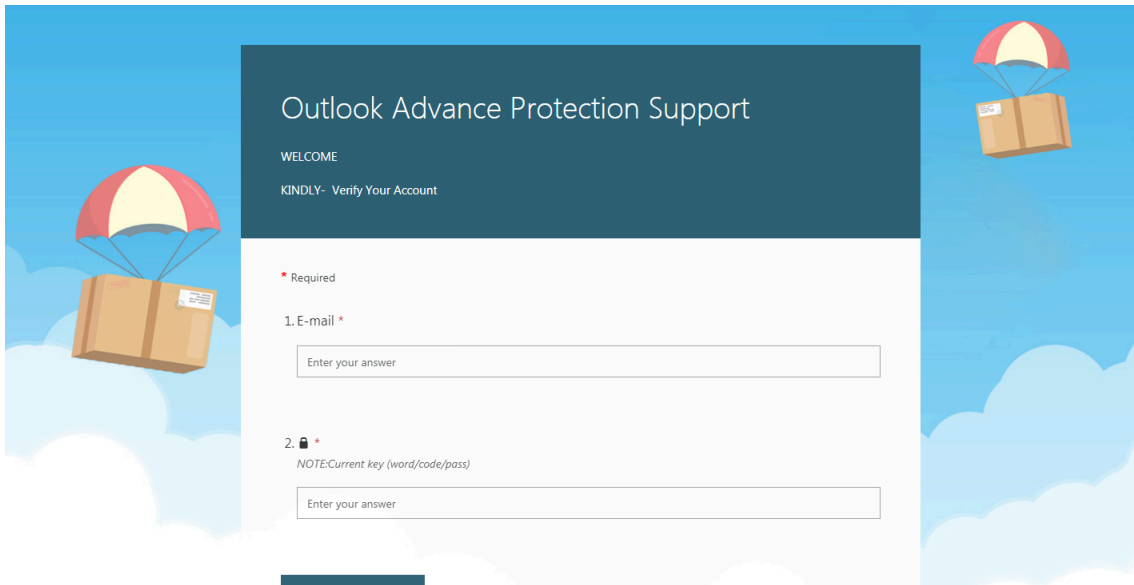 Outlook Advance Protection Support
WELCOME
KINDLY- Verify Your Account
* Required
1. E-mail *
Enter your answer
2. 🔒 *
NOTE:Current key (word/code/pass)
Enter your answer